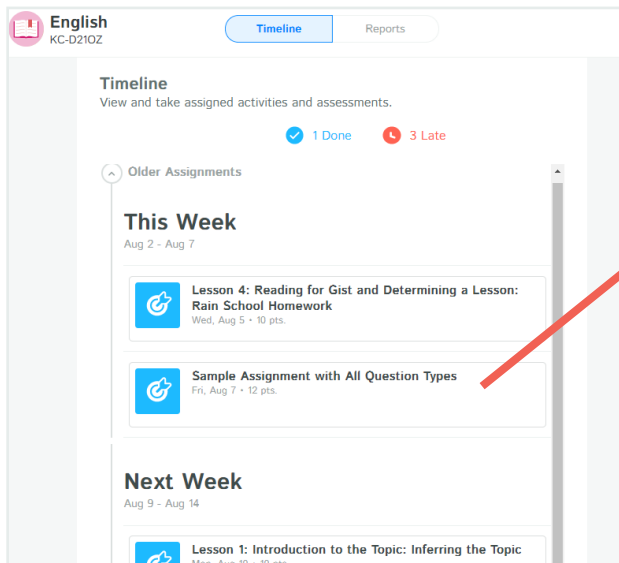 English
KC-D21OZ
Timeline
Reports
Timeline
View and take assigned activities and assessments.
1 Done
3 Late
Older Assignments
This Week
Aug 2 - Aug 7
Lesson 4: Reading for Gist and Determining a Lesson:
Rain School Homework
Wed, Aug 5 • 10 pts.
Sample Assignment with All Question Types
Fri, Aug 7 • 12 pts.
Next Week
Aug 9 - Aug 14
Lesson 1: Introduction to the Topic: Inferring the Topic